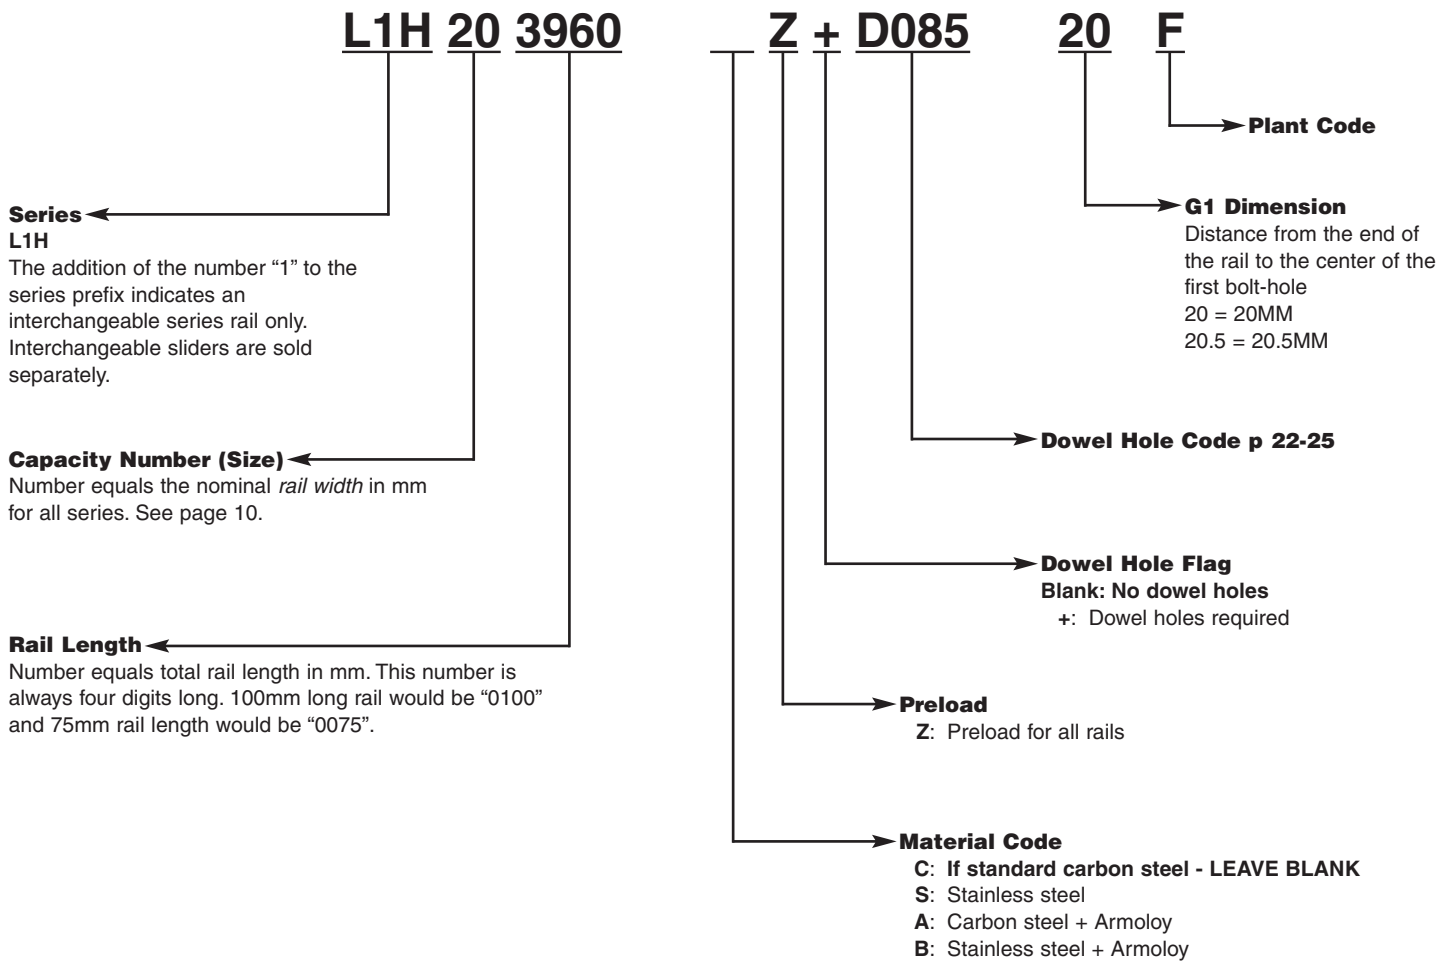 L1H 20 3960 Z + D085 20 F
Plant Code
Series
L1H
The addition of the number “1” to the
series prefix indicates an
interchangeable series rail only.
Interchangeable sliders are sold
separately.
G1 Dimension
Distance from the end of
the rail to the center of the
first bolt-hole
20 = 20MM
20.5 = 20.5MM
Capacity Number (Size)
Number equals the nominal rail width in mm
for all series. See page 10.
Dowel Hole Code p 22-25
Dowel Hole Flag
Blank: No dowel holes
+: Dowel holes required
Rail Length
Number equals total rail length in mm. This number is
always four digits long. 100mm long rail would be “0100”
and 75mm rail length would be “0075”.
Preload
Z: Preload for all rails
Material Code
C: If standard carbon steel - LEAVE BLANK
S: Stainless steel
A: Carbon steel + Armoloy
B: Stainless steel + Armoloy